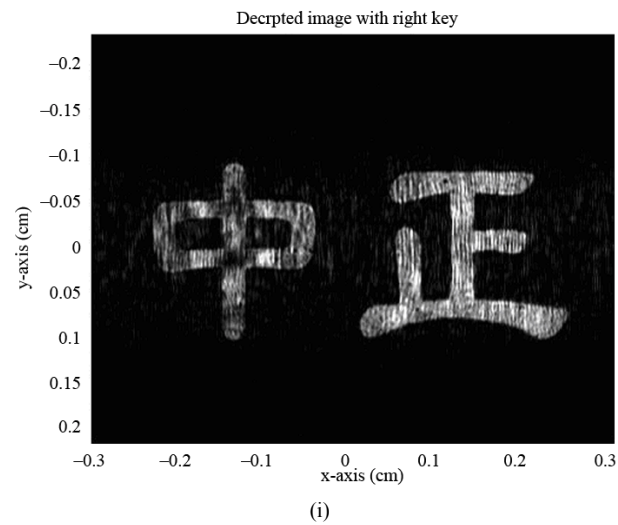 Decrpted image with right key
–0.2
–0.15
–0.1
–0.05
0
0.05
0.1
0.15
0.2
y-axis (cm)
中 正
–0.3 –0.2 –0.1 0 0.1 0.2 0.3
x-axis (cm)
(i)